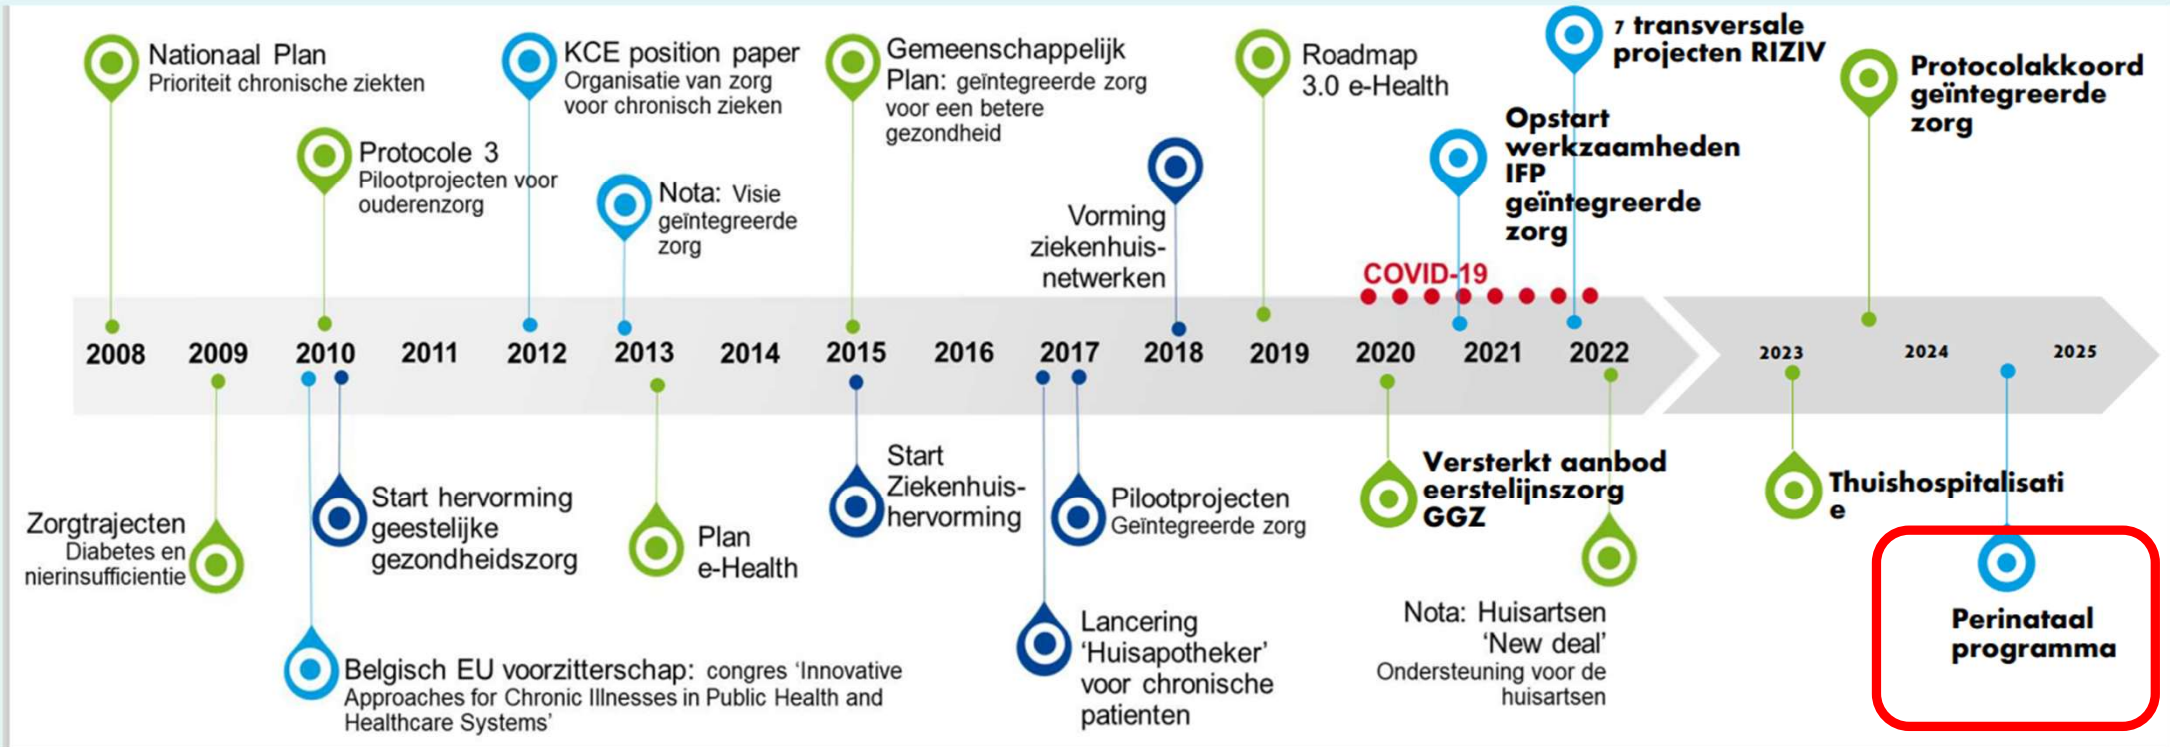 Nationaal Plan
Prioriteit chronische ziekten
Protocole 3
Pilootprojecten voor
ouderenzorg
KCE position paper
Organisatie van zorg
voor chronisch zieken
Nota: Visie
geïntegreerde
zorg
Gemeenschappelijk
Plan: geïntegreerde zorg
voor een betere
gezondheid
Vorming
ziekenhuis-
netwerken
Roadmap
3.0 e-Health
COVID-19
Opstart
werkzaamheden
IFP
geïntegreerde
zorg
7 transversale
projecten RIZIV
Protocolakkoord
geïntegreerde
zorg
2008 2009 2010 2011 2012 2013 2014 2015 2016 2017 2018 2019 2020 2021 2022 2023 2024 2025
Zorgtrajecten
Diabetes en
nierinsufficientie
Start hervorming
geestelijke
gezondheidszorg
Belgisch EU voorzitterschap: congres ‘Innovative
Approaches for Chronic Illnesses in Public Health and
Healthcare Systems’
Plan
e-Health
Start
Ziekenhuis-
hervorming
Pilootprojecten
Geïntegreerde zorg
Lancering
‘Huisapotheker’
voor chronische
patienten
Versterkt aanbod
eerstelijnszorg
GGZ
Nota: Huisartsen
‘New deal’
Ondersteuning voor de
huisartsen
Thuishospitalisati
e
Perinataal
programma